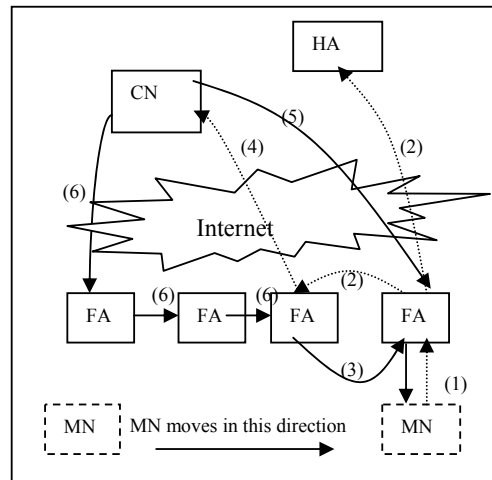 HA
CN
(5)
(4)
(2)
(6)
Internet
(6)
(6)
(2)
FA
FA
FA
FA
(3)
(1)
MN
MN moves in this direction
MN